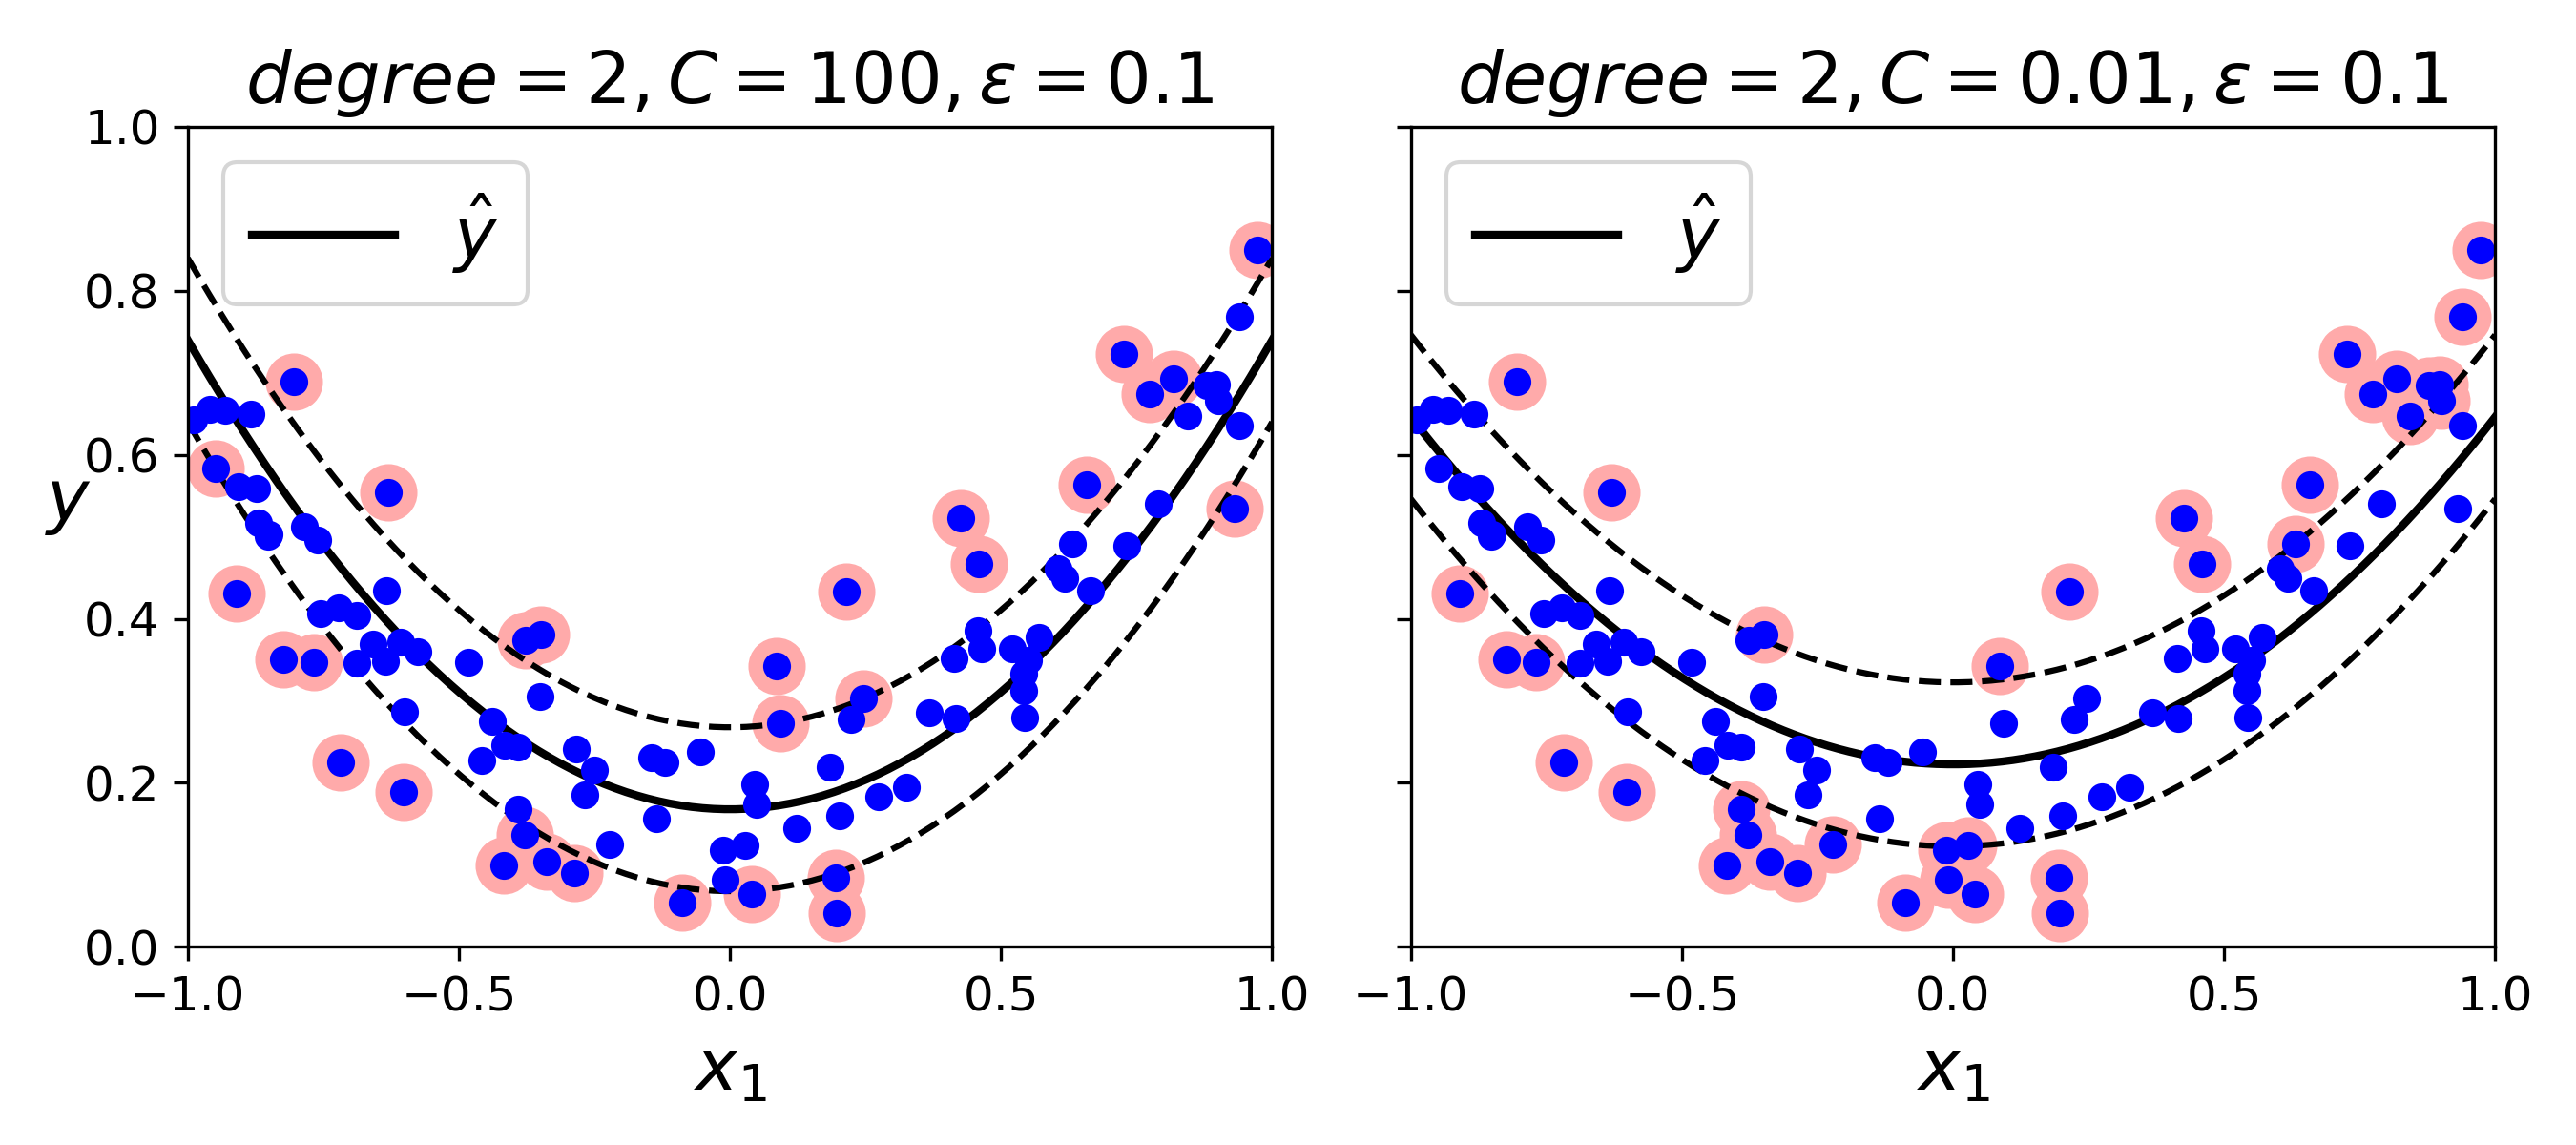 degree = 2, C = 100, ε = 0.1
ŷ
y
1.0
0.8
0.6
0.4
0.2
0.0
−1.0 −0.5 0.0 0.5 1.0
x₁
degree = 2, C = 0.01, ε = 0.1
ŷ
−1.0 −0.5 0.0 0.5 1.0
x₁